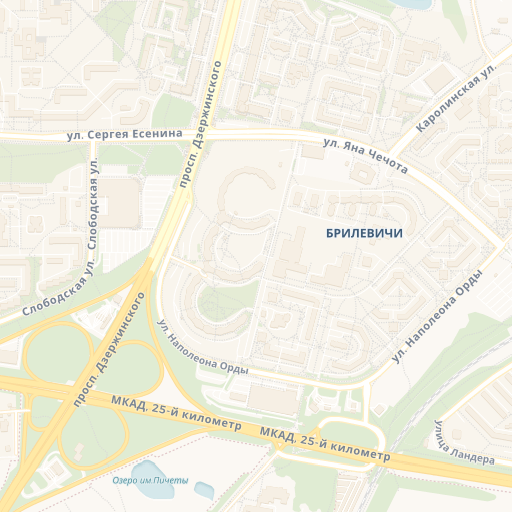 Каролинская ул.
просп. Дзержинского
ул. Сергея Есенина
ул. Яна Чечота
Слободская ул.
БРИЛЕВИЧИ
Слободская ул.
ул. Наполеона Орды
просп. Дзержинского
ул. Наполеона Орды
МКАД, 25-й километр
МКАД, 25-й километр
улица Ландера
Озеро им Пичеты